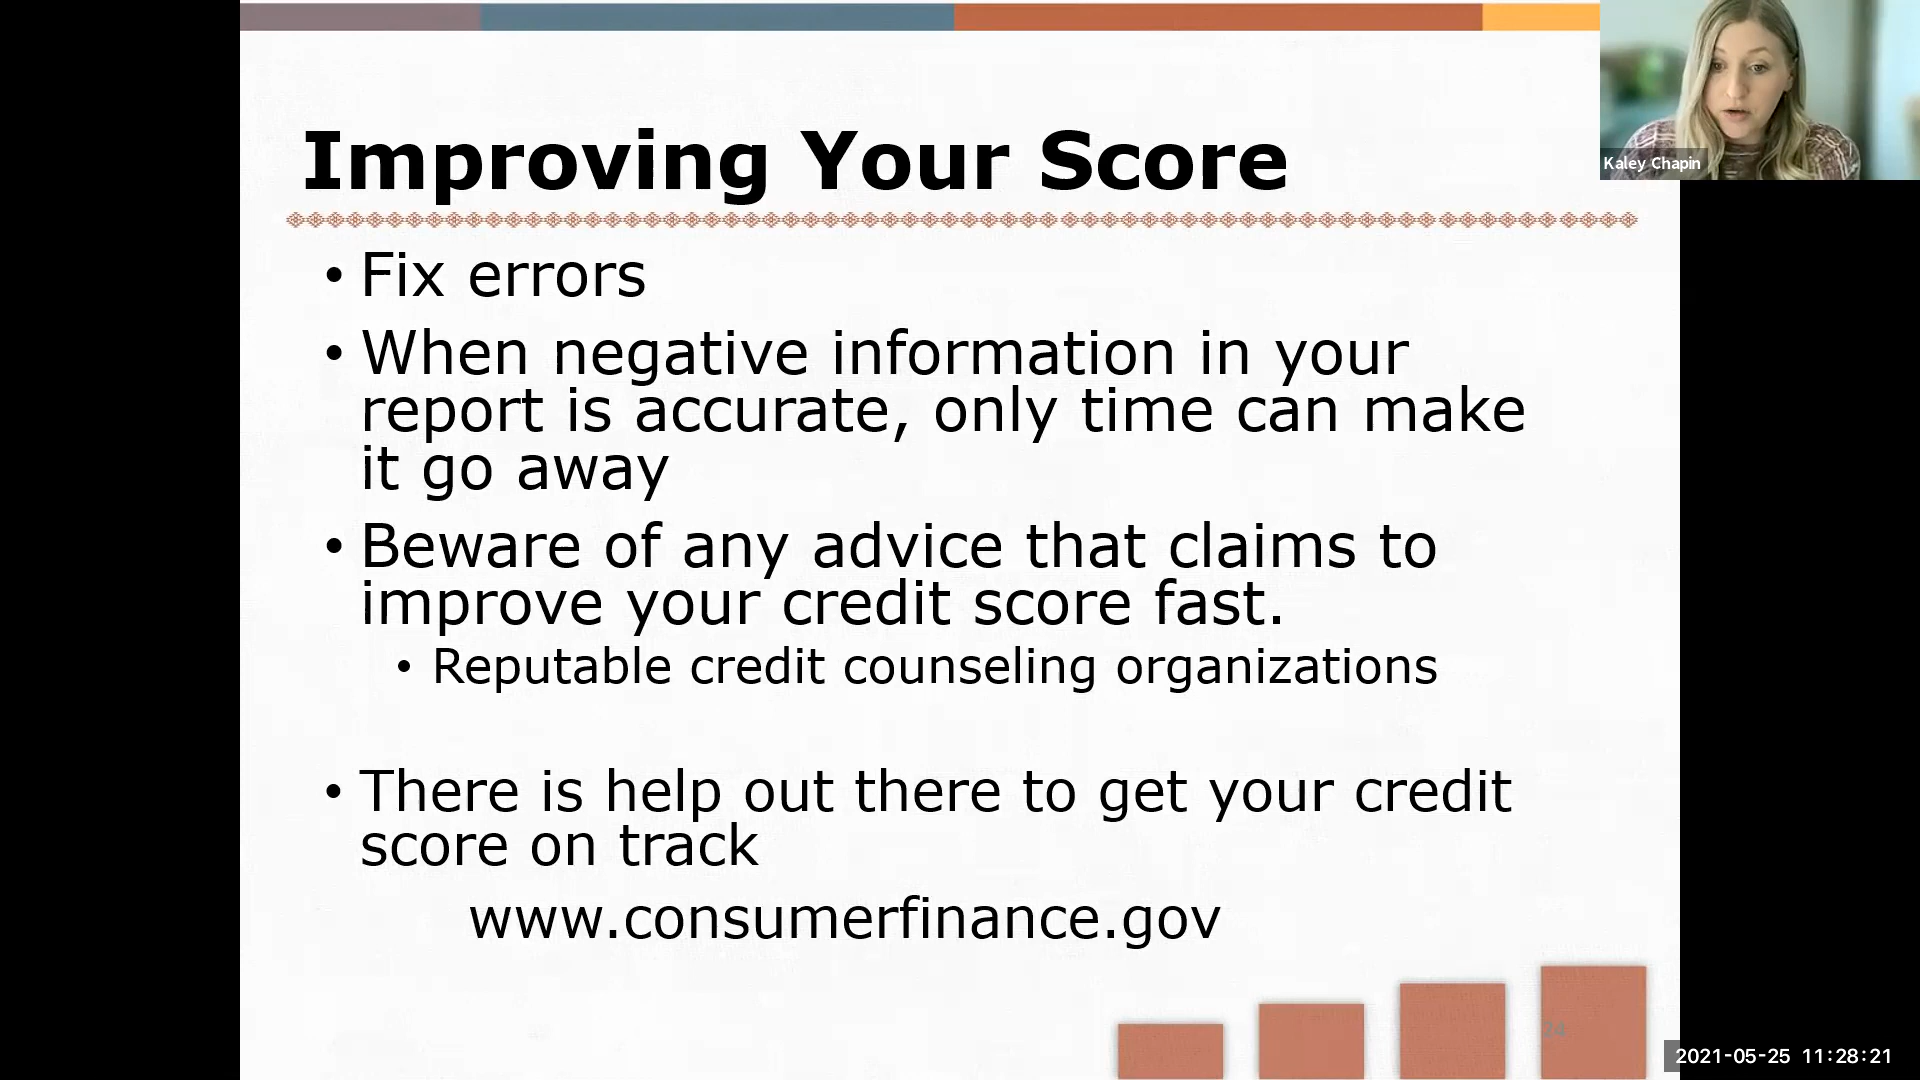 Improving Your Score
Kaley Chapin
• Fix errors
• When negative information in your
report is accurate, only time can make
it go away
• Beware of any advice that claims to
improve your credit score fast.
• Reputable credit counseling organizations
• There is help out there to get your credit
score on track
www.consumerfinance.gov
24
2021-05-25 11:28:21